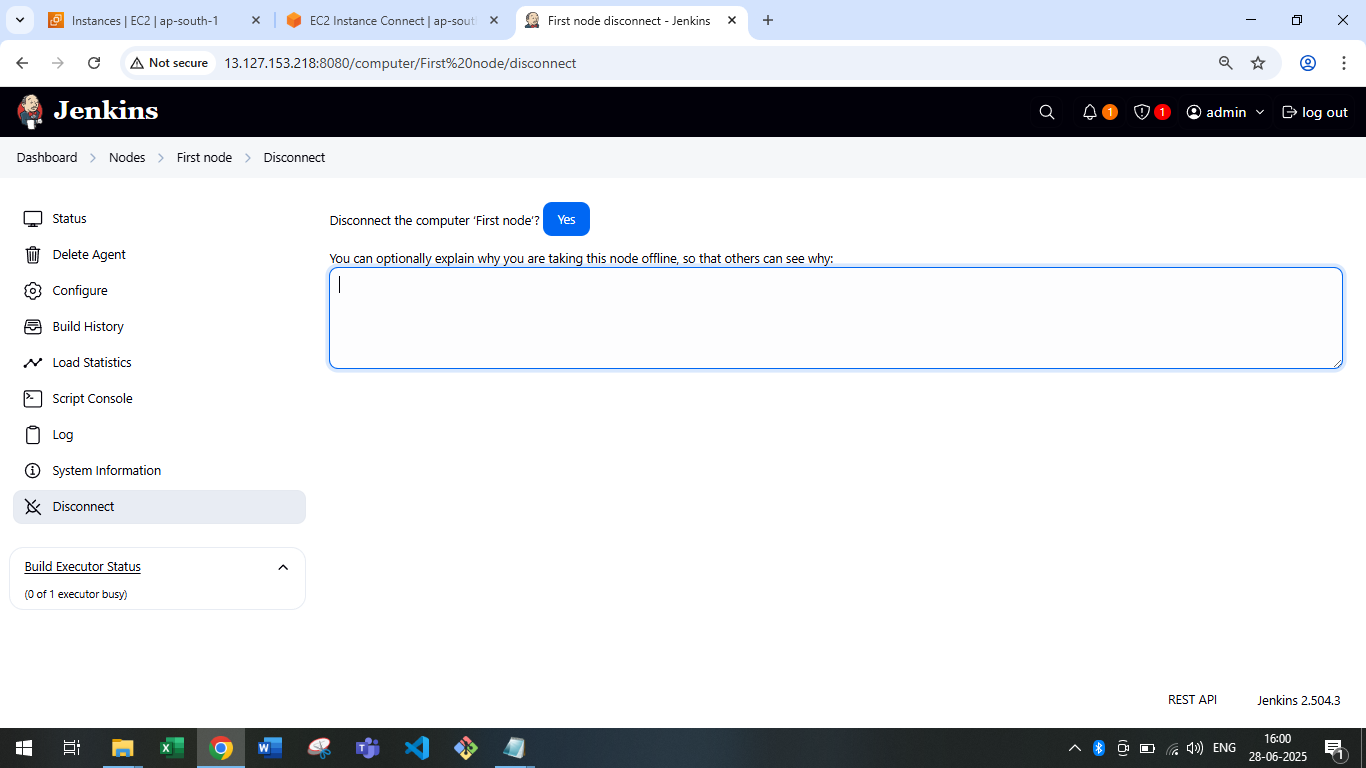 Instances | EC2 | ap-south-1
EC2 Instance Connect | ap-sout
First node disconnect - Jenkins
Not secure
13.127.153.218:8080/computer/First%20node/disconnect
Jenkins
1
1
admin
log out
Dashboard
Nodes
First node
Disconnect
Status
Delete Agent
Configure
Build History
Load Statistics
Script Console
Log
System Information
Disconnect
Build Executor Status
(0 of 1 executor busy)
Disconnect the computer ‘First node’? Yes
You can optionally explain why you are taking this node offline, so that others can see why:
REST API
Jenkins 2.504.3
ENG
16:00
28-06-2025
1